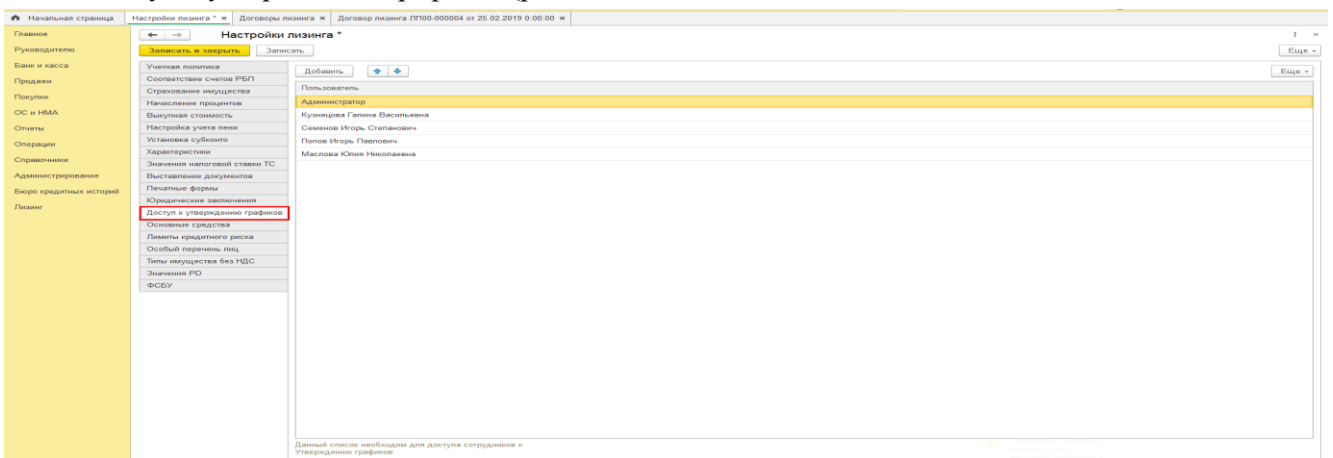 Начальная страница
Настройки лизинга * ×
Договоры лизинга ×
Договор лизинга ЛП00-000004 от 25.02.2019 0:00:00 ×
Главное
Руководителю
Банк и касса
Продажи
Покупки
ОС и НМА
Отчеты
Операции
Справочники
Администрирование
Бюро кредитных историй
Лизинг
Настройки лизинга *
Записать и закрыть
Записать
Еще
Учетная политика
Соответствие счетов РБП
Страхование имущества
Начисление процентов
Выкупная стоимость
Настройка учета пени
Установка субконто
Характеристики
Значения налоговой ставки ТС
Выставление документов
Печатные формы
Юридические заключения
Доступ к утверждению графиков
Основные средства
Лимиты кредитного риска
Особый перечень лиц
Типы имущества без НДС
Значения PD
ФСБУ
Добавить
Еще
Пользователь
Администратор
Кузнецова Галина Васильевна
Семенов Игорь Степанович
Попов Игорь Павлович
Маслова Юлия Николаевна
Данный список необходим для доступа сотрудников к
Утверждению графиков